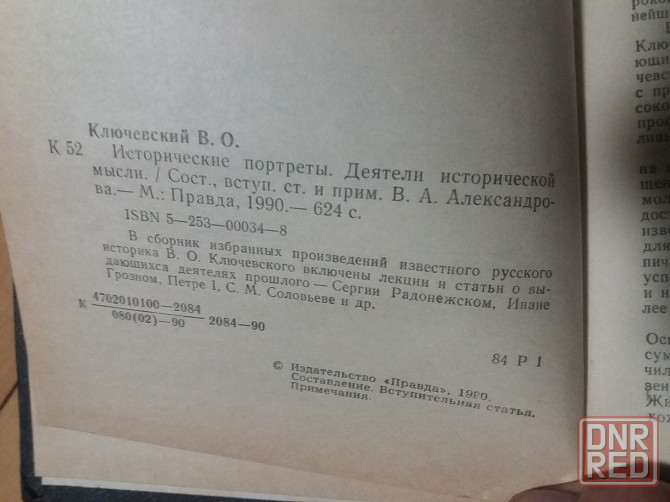 Ключевский В. О.
К 52 Исторические портреты. Деятели исторической
мысли. / Сост., вступ. ст. и прим. В. А. Александро-
ва.— М.: Правда, 1990.— 624 с.
ISBN 5—253—00034—8
В сборник избранных произведений известного русского
историка В. О. Ключевского включены лекции и статьи о вы-
дающихся деятелях прошлого — Сергии Радонежском, Иване
Грозном, Петре I, С. М. Соловьеве и др.
К 4702010100—2084
080(02)—90
2084—90
84 Р 1
© Издательство «Правда», 1990.
Составление. Вступительная статья.
Примечания.
DNR
RED